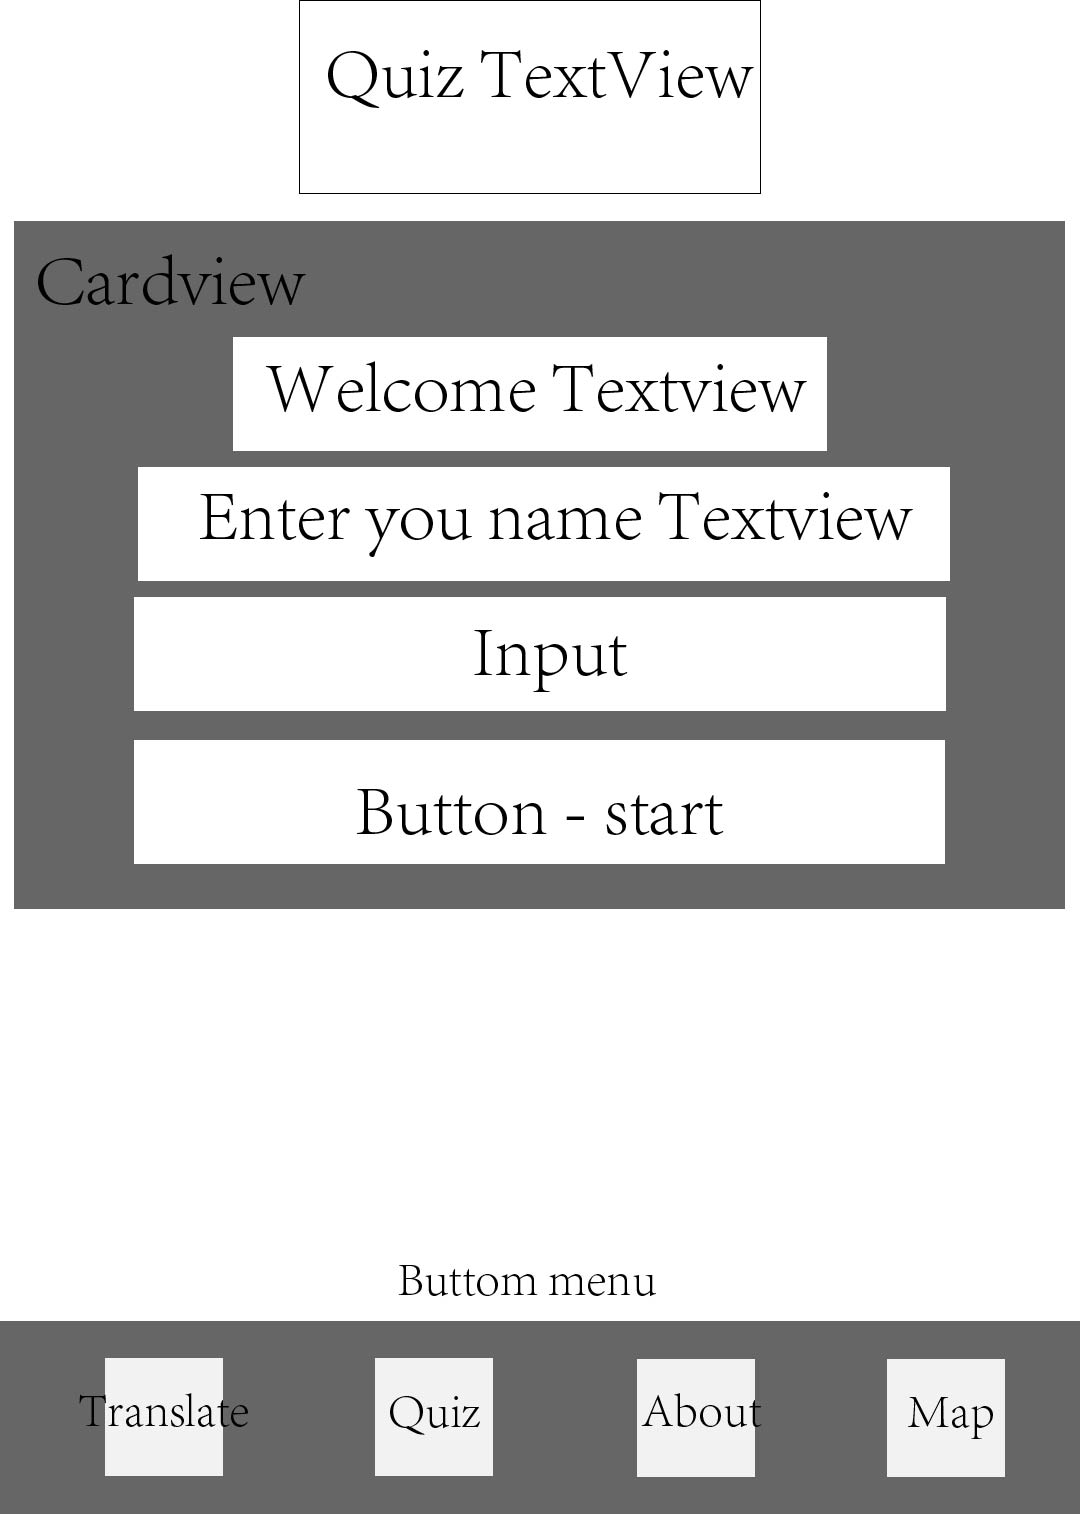 Quiz TextView
Cardview
Welcome Textview
Enter you name Textview
Input
Button - start
Buttom menu
Translate Quiz About Map